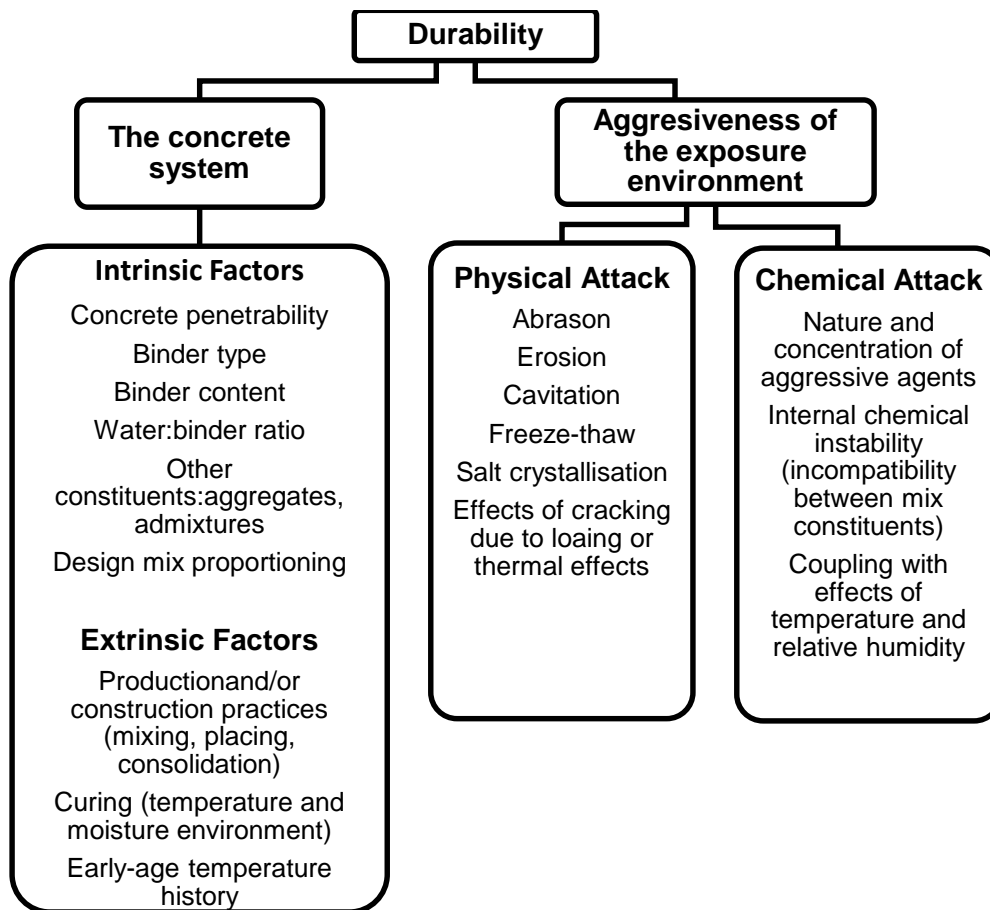 Durability
The concrete
system
Aggresiveness of
the exposure
environment
Intrinsic Factors
Concrete penetrability
Binder type
Binder content
Water:binder ratio
Other
constituents:aggregates,
admixtures
Design mix proportioning
Extrinsic Factors
Productionand/or
construction practices
(mixing, placing,
consolidation)
Curing (temperature and
moisture environment)
Early-age temperature
history
Physical Attack
Abrason
Erosion
Cavitation
Freeze-thaw
Salt crystallisation
Effects of cracking
due to loaing or
thermal effects
Chemical Attack
Nature and
concentration of
aggressive agents
Internal chemical
instability
(incompatibility
between mix
constituents)
Coupling with
effects of
temperature and
relative humidity